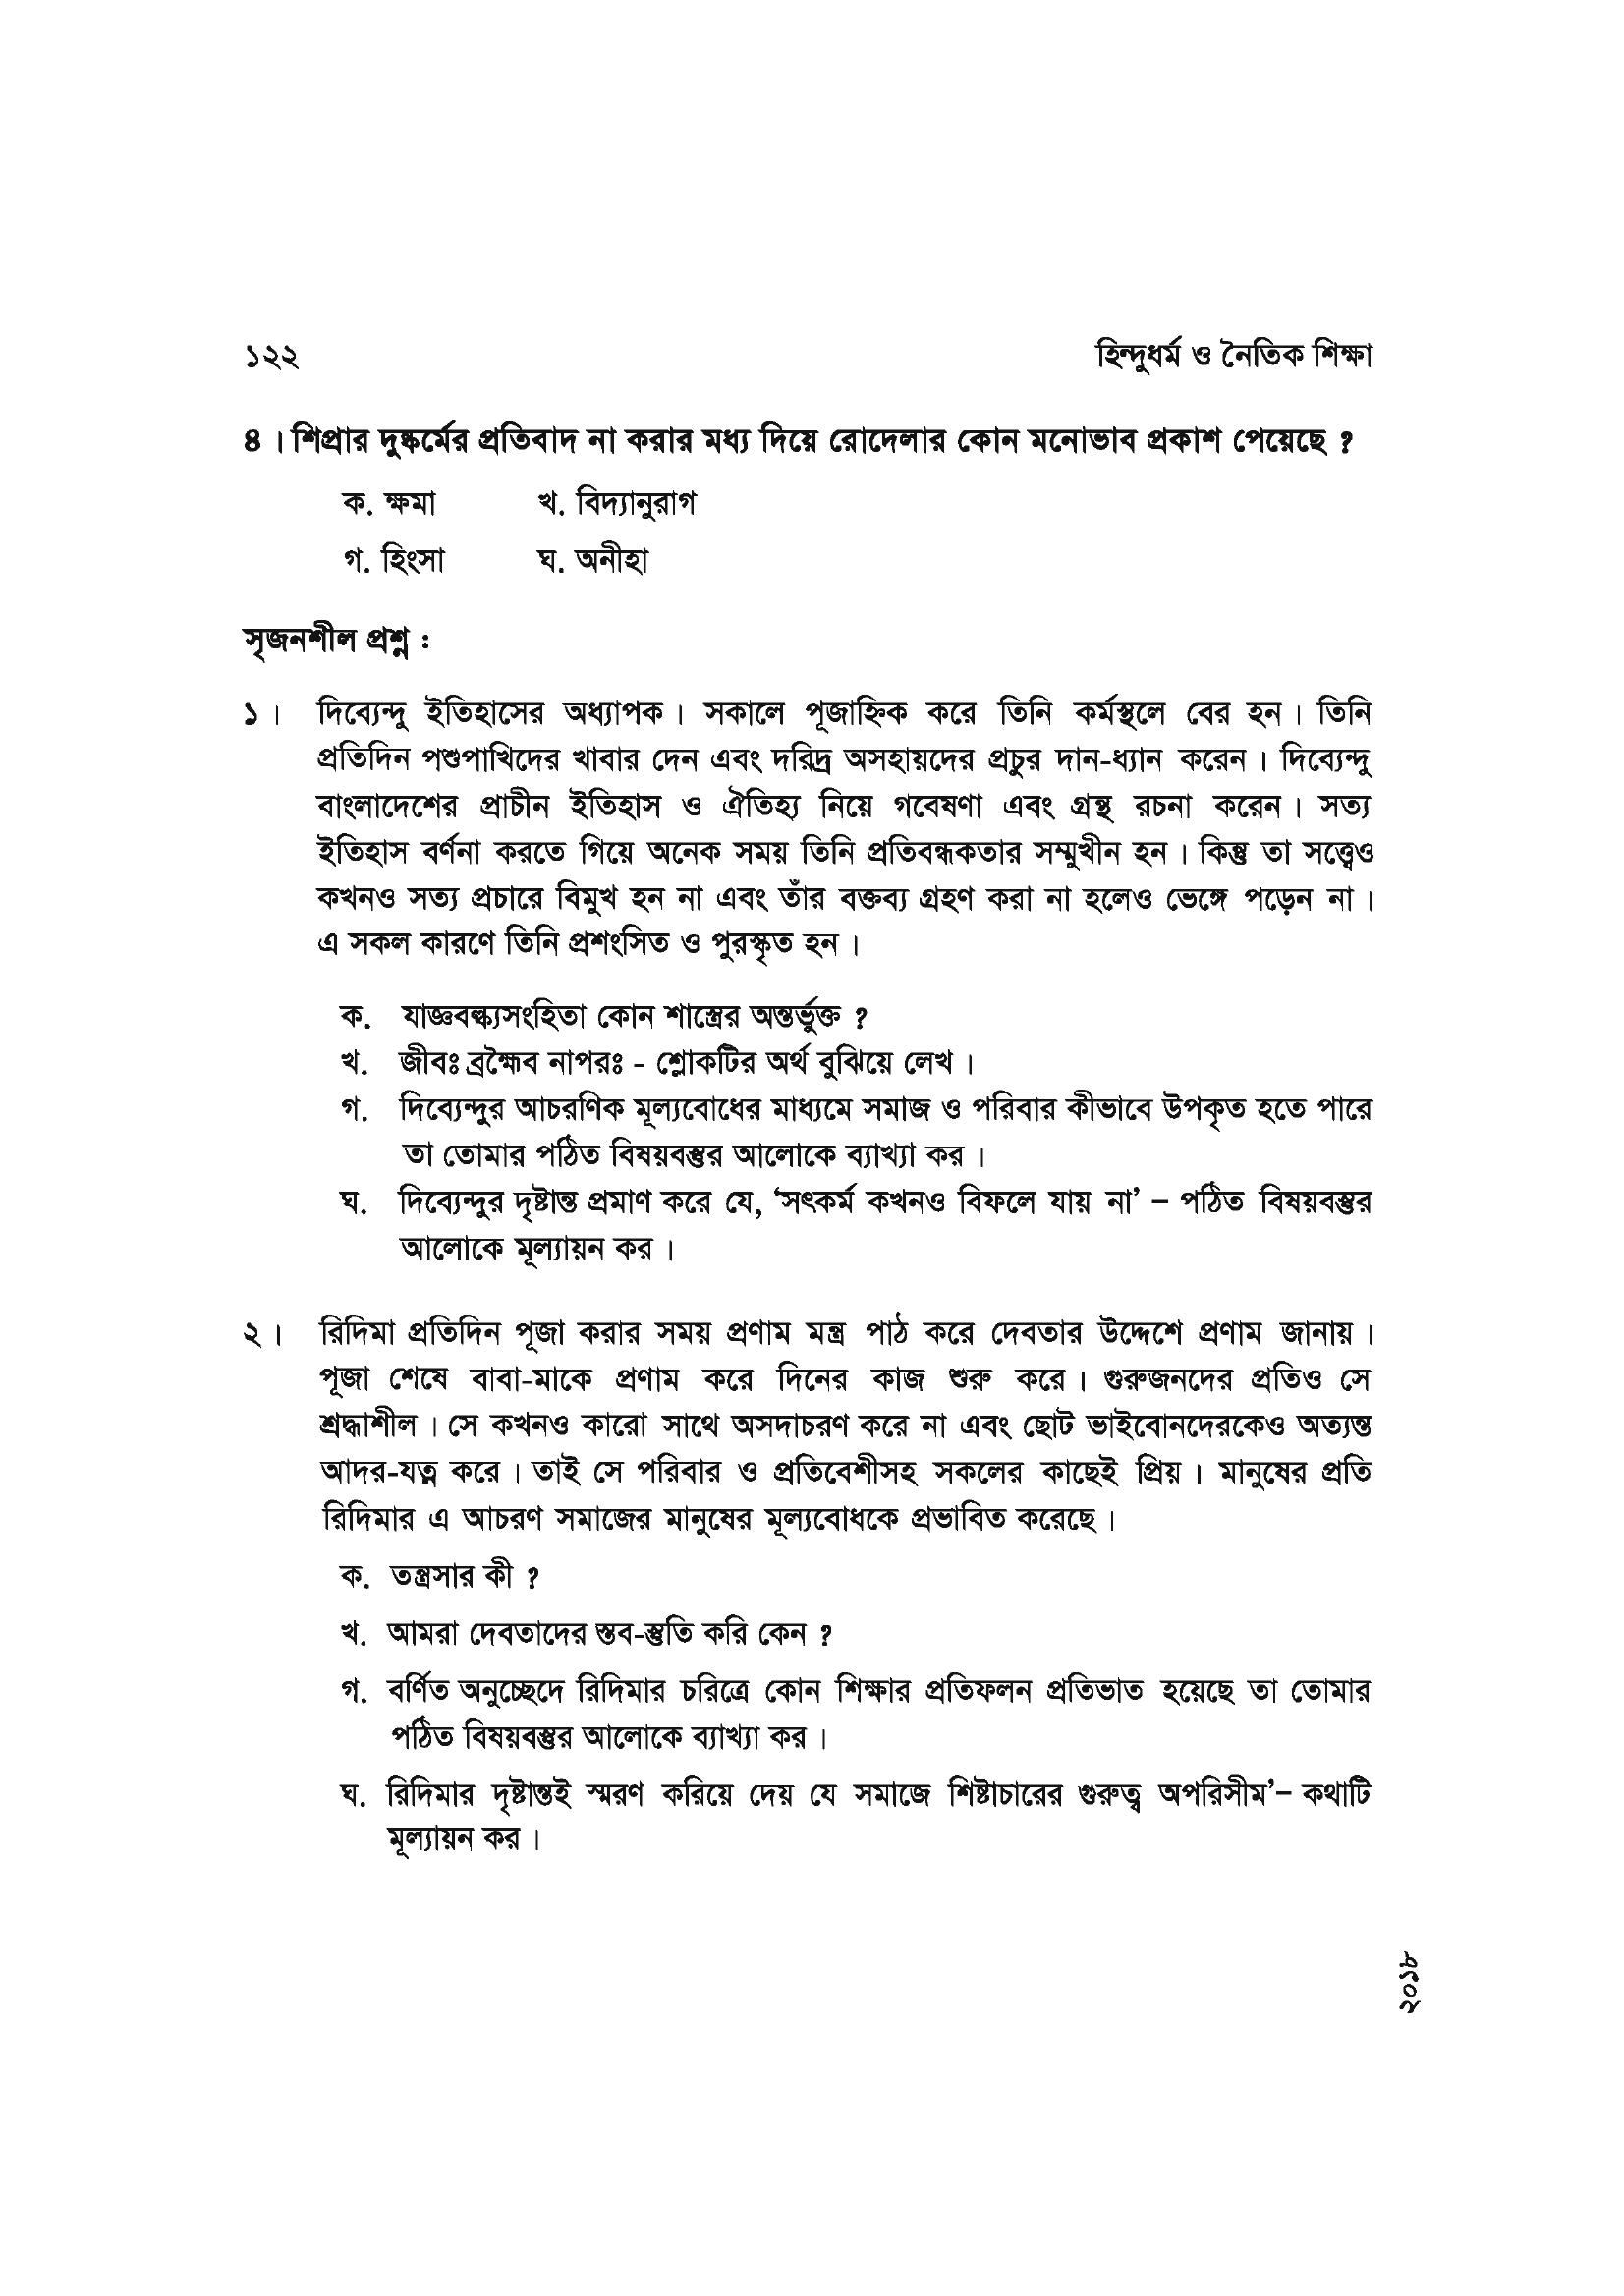 ১২২ হিন্দুধর্ম ও নৈতিক শিক্ষা
৪। শিপ্রার দুষ্কর্মের প্রতিবাদ না করার মধ্য দিয়ে রোদেলার কোন মনোভাব প্রকাশ পেয়েছে ?
ক. ক্ষমা খ. বিদ্যানুরাগ
গ. হিংসা ঘ. অনীহা
সৃজনশীল প্রশ্ন :
১। দিব্যেন্দু ইতিহাসের অধ্যাপক। সকালে পূজাহ্নিক করে তিনি কর্মস্থলে বের হন। তিনি
প্রতিদিন পশুপাখিদের খাবার দেন এবং দরিদ্র অসহায়দের প্রচুর দান-ধ্যান করেন। দিব্যেন্দু
বাংলাদেশের প্রাচীন ইতিহাস ও ঐতিহ্য নিয়ে গবেষণা এবং গ্রন্থ রচনা করেন। সত্য
ইতিহাস বর্ণনা করতে গিয়ে অনেক সময় তিনি প্রতিবন্ধকতার সম্মুখীন হন। কিন্তু তা সত্ত্বেও
কখনও সত্য প্রচারে বিমুখ হন না এবং তাঁর বক্তব্য গ্রহণ করা না হলেও ভেঙ্গে পড়েন না।
এ সকল কারণে তিনি প্রশংসিত ও পুরস্কৃত হন।
ক. যাজ্ঞবল্ক্যসংহিতা কোন শাস্ত্রের অন্তর্ভুক্ত ?
খ. জীবঃ ব্রহ্মৈব নাপরঃ - শ্লোকটির অর্থ বুঝিয়ে লেখ।
গ. দিব্যেন্দুর আচরণিক মূল্যবোধের মাধ্যমে সমাজ ও পরিবার কীভাবে উপকৃত হতে পারে
তা তোমার পঠিত বিষয়বস্তুর আলোকে ব্যাখ্যা কর।
ঘ. দিব্যেন্দুর দৃষ্টান্ত প্রমাণ করে যে, ‘সৎকর্ম কখনও বিফলে যায় না’ – পঠিত বিষয়বস্তুর
আলোকে মূল্যায়ন কর।
২। রিদিমা প্রতিদিন পূজা করার সময় প্রণাম মন্ত্র পাঠ করে দেবতার উদ্দেশে প্রণাম জানায়।
পূজা শেষে বাবা-মাকে প্রণাম করে দিনের কাজ শুরু করে। গুরুজনদের প্রতিও সে
শ্রদ্ধাশীল। সে কখনও কারো সাথে অসদাচরণ করে না এবং ছোট ভাইবোনদেরকেও অত্যন্ত
আদর-যত্ন করে। তাই সে পরিবার ও প্রতিবেশীসহ সকলের কাছেই প্রিয়। মানুষের প্রতি
রিদিমার এ আচরণ সমাজের মানুষের মূল্যবোধকে প্রভাবিত করেছে।
ক. তন্ত্রসার কী ?
খ. আমরা দেবতাদের স্তব-স্তুতি করি কেন ?
গ. বর্ণিত অনুচ্ছেদে রিদিমার চরিত্রে কোন শিক্ষার প্রতিফলন প্রতিভাত হয়েছে তা তোমার
পঠিত বিষয়বস্তুর আলোকে ব্যাখ্যা কর।
ঘ. রিদিমার দৃষ্টান্তই স্মরণ করিয়ে দেয় যে সমাজে শিষ্টাচারের গুরুত্ব অপরিসীম’– কথাটি
মূল্যায়ন কর।
২০১৮